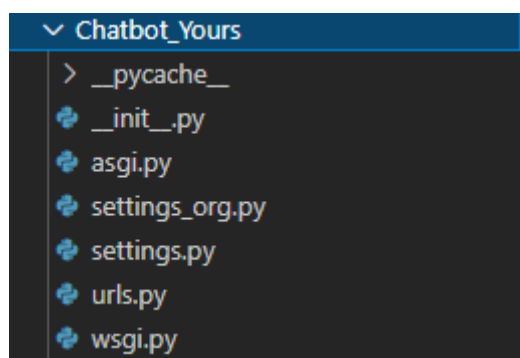 Chatbot_Yours
__pycache__
__init__.py
asgi.py
settings_org.py
settings.py
urls.py
wsgi.py